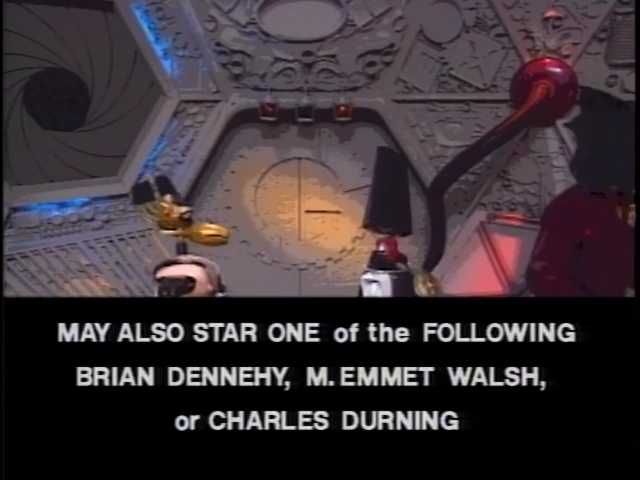 MAY ALSO STAR ONE of the FOLLOWING
BRIAN DENNEHY, M. EMMET WALSH,
or CHARLES DURNING